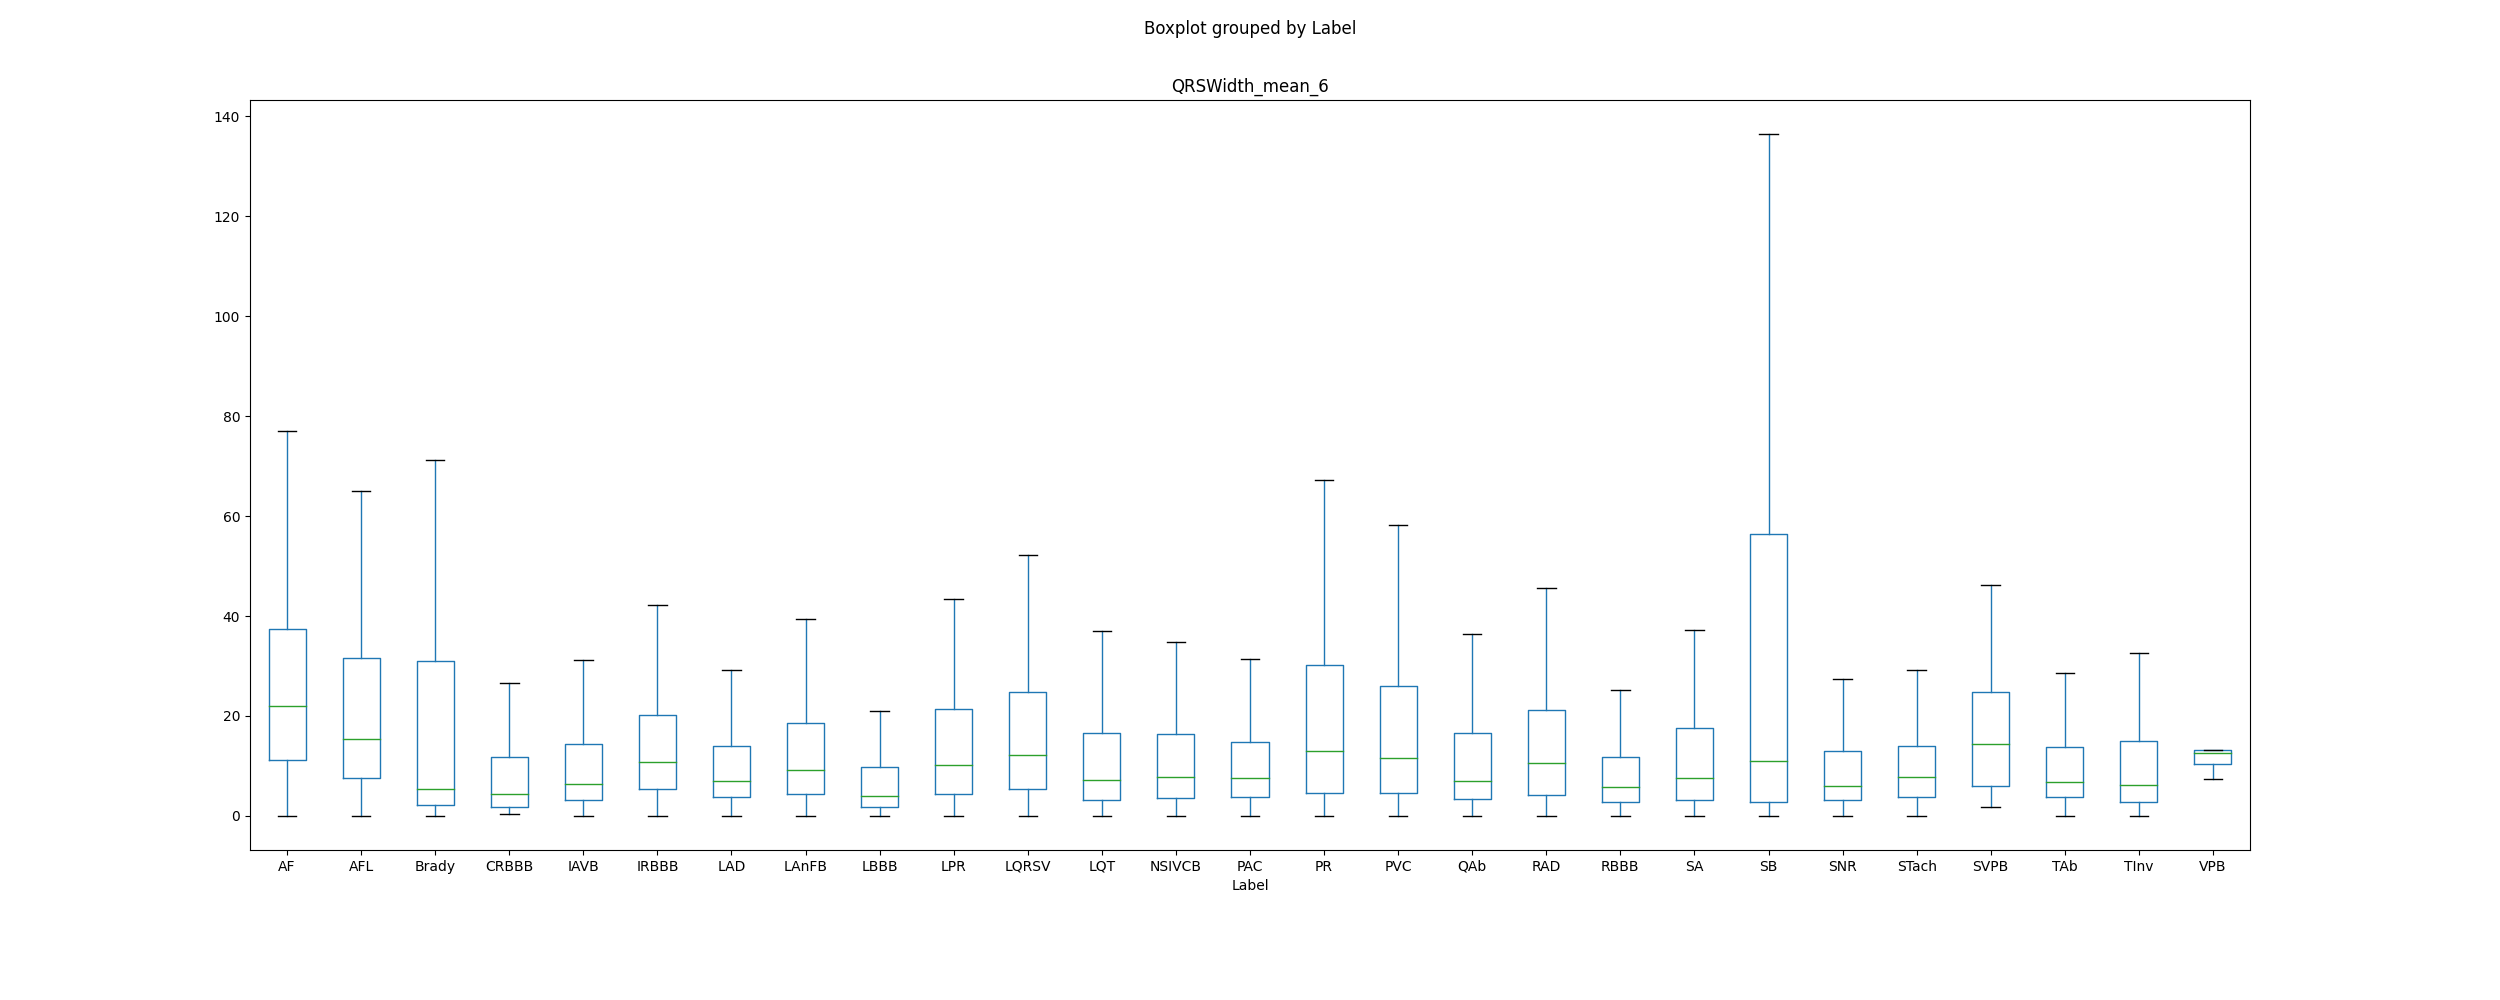 Boxplot grouped by Label
QRSWidth_mean_6
140
120
100
80
60
40
20
0
AF AFL Brady CRBBB IAVB IRBBB LAD LAnFB LBBB LPR LQRSV LQT NSIVCB PAC PR PVC QAb RAD RBBB SA SB SNR STach SVPB TAb TInv VPB
Label